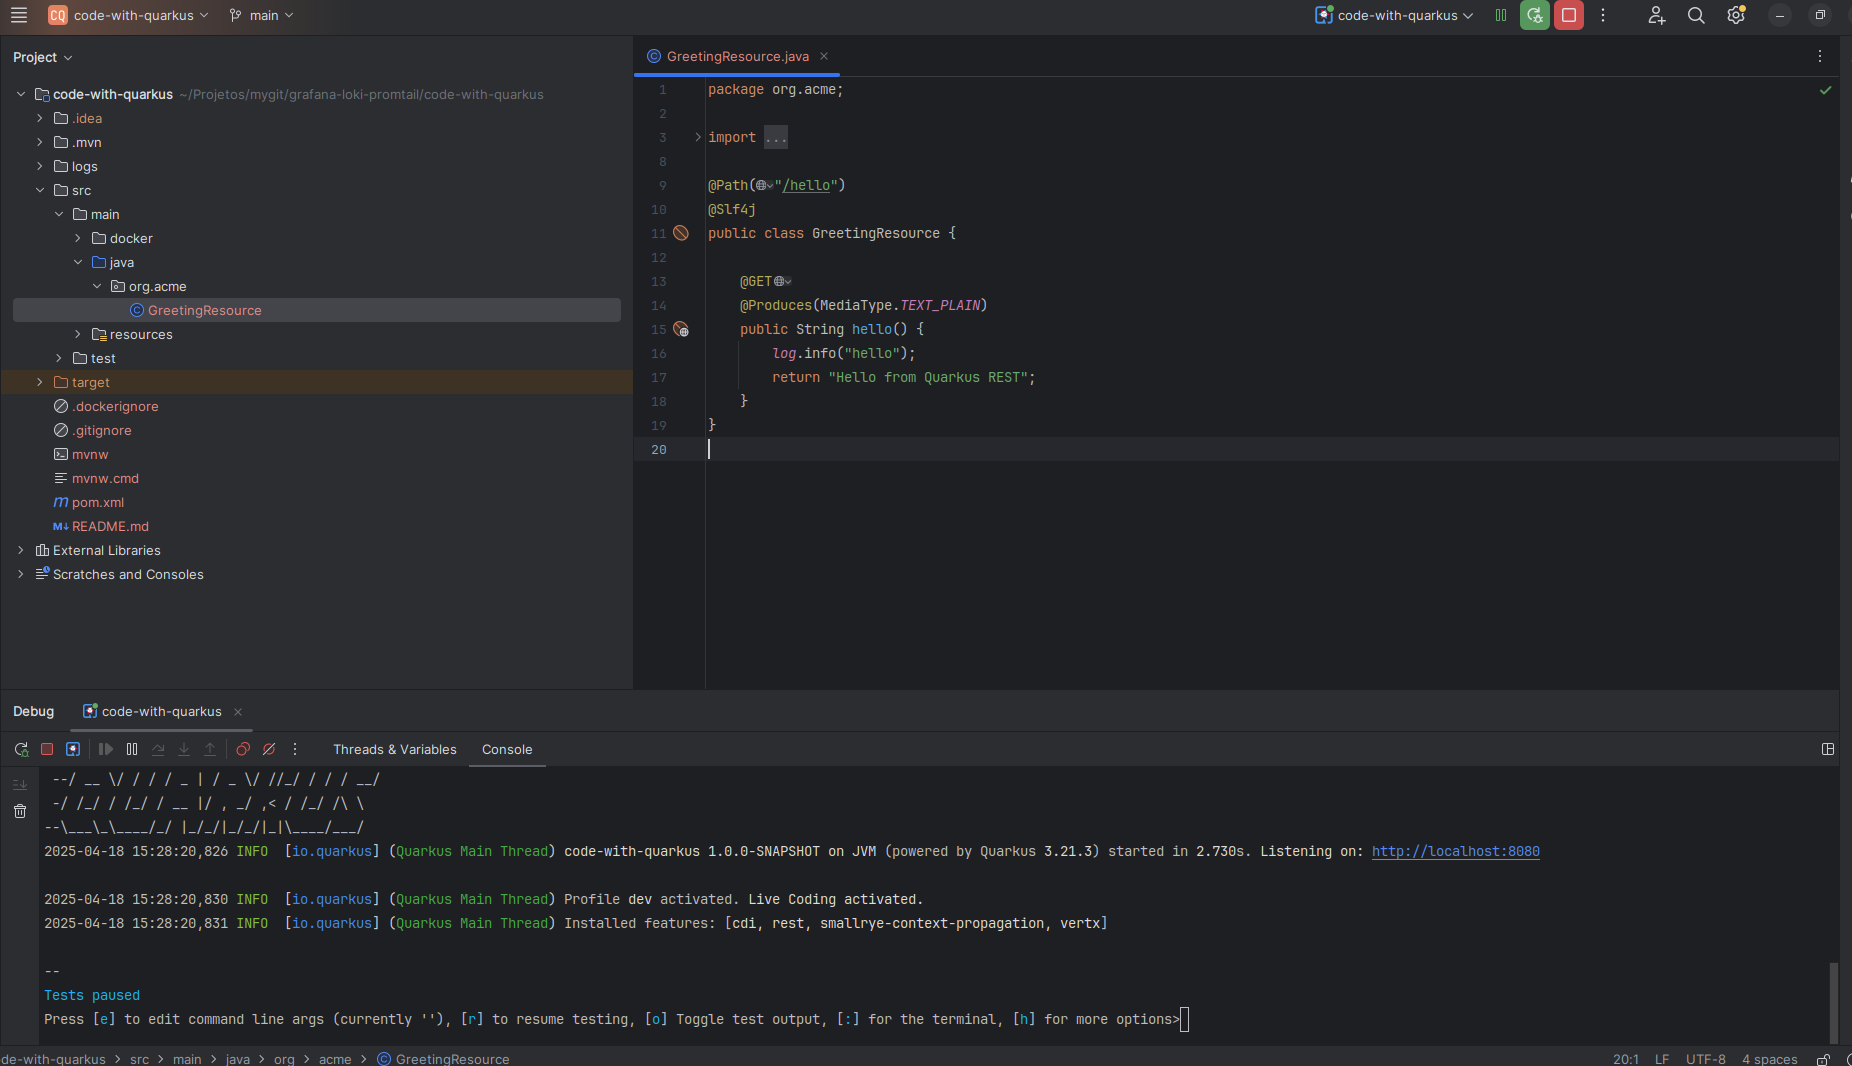 CQ code-with-quarkus main code-with-quarkus
Project
code-with-quarkus ~/Projetos/mygit/grafana-loki-promtail/code-with-quarkus
.idea
.mvn
logs
src
main
docker
java
org.acme
GreetingResource
resources
test
target
.dockerignore
.gitignore
mvnw
mvnw.cmd
m pom.xml
M↓ README.md
External Libraries
Scratches and Consoles
GreetingResource.java
1 package org.acme;
2
3 import ...
8
9 @Path("/hello")
10 @Slf4j
11 public class GreetingResource {
12
13 @GET
14 @Produces(MediaType.TEXT_PLAIN)
15 public String hello() {
16 log.info("hello");
17 return "Hello from Quarkus REST";
18 }
19 }
20
Debug code-with-quarkus
Threads & Variables Console
--/ __ \/ / / / _ | / _ \/ //_/ / / / __/
-/ /_/ / /_/ / __ |/ , _/ ,< / /_/ /\ \
--\___\_\____/_/ |_/_/|_/_/|_|\____/___/
2025-04-18 15:28:20,826 INFO [io.quarkus] (Quarkus Main Thread) code-with-quarkus 1.0.0-SNAPSHOT on JVM (powered by Quarkus 3.21.3) started in 2.730s. Listening on: http://localhost:8080
2025-04-18 15:28:20,830 INFO [io.quarkus] (Quarkus Main Thread) Profile dev activated. Live Coding activated.
2025-04-18 15:28:20,831 INFO [io.quarkus] (Quarkus Main Thread) Installed features: [cdi, rest, smallrye-context-propagation, vertx]
--
Tests paused
Press [e] to edit command line args (currently ''), [r] to resume testing, [o] Toggle test output, [:] for the terminal, [h] for more options>
de-with-quarkus > src > main > java > org > acme > GreetingResource 20:1 LF UTF-8 4 spaces